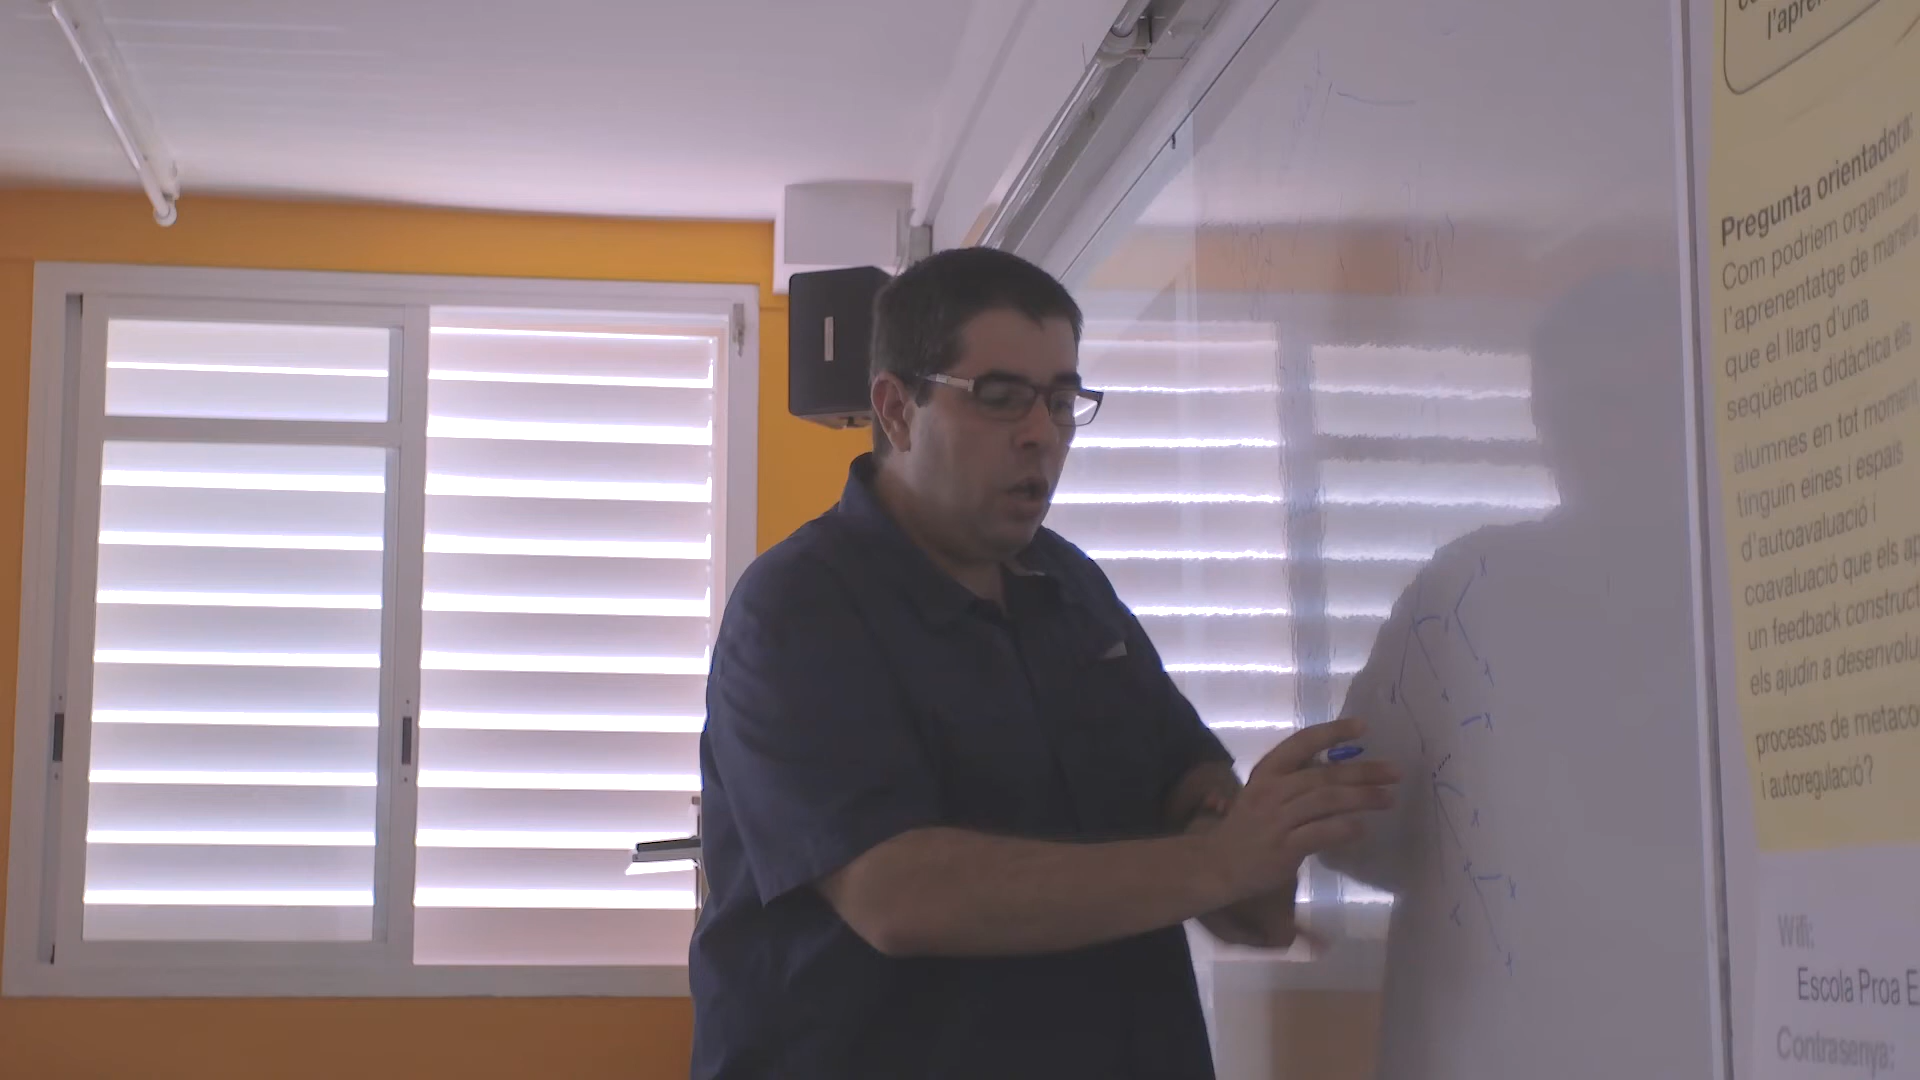 l'apren
Pregunta orientadora:
Com podríem organitzar
l'aprenentatge de manera
que el llarg d'una
seqüència didàctica els
alumnes en tot moment
tinguin eines i espais
d'autoavaluació i
coavaluació que els ap
un feedback construct
els ajudin a desenvolu
processos de metaco
i autoregulació?
Wifi:
Escola Proa E
Contrasenya: